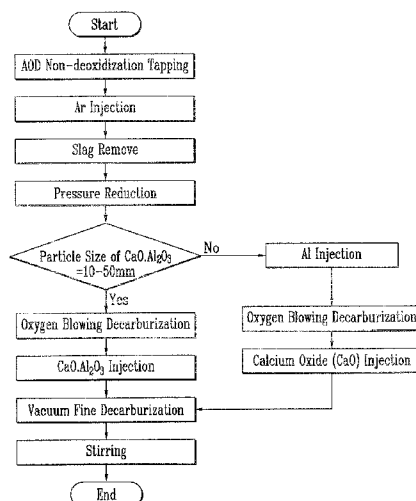 Start
AOD Non-deoxidization Tapping
Ar Injection
Slag Remove
Pressure Reduction
Particle Size of CaO.Al₂O₃
=10-50mm
No
Al Injection
Yes
Oxygen Blowing Decarburization
Oxygen Blowing Decarburization
CaO.Al₂O₃ Injection
Calcium Oxide (CaO) Injection
Vacuum Fine Decarburization
Stirring
End